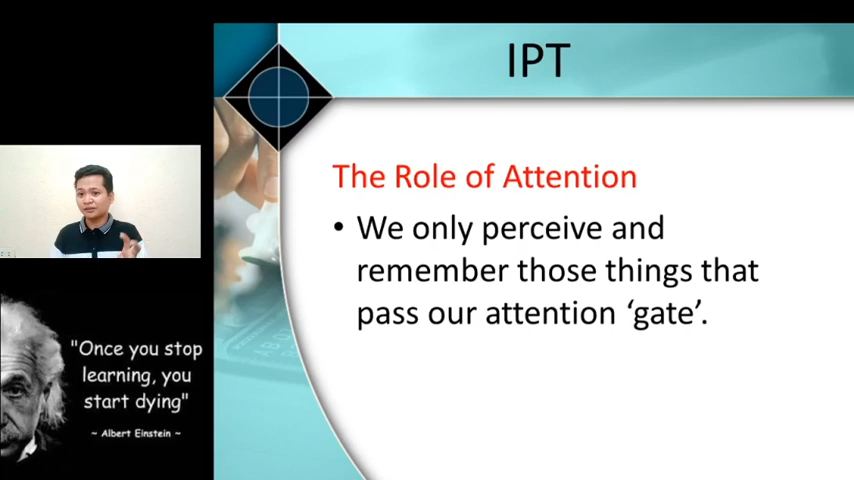 IPT
The Role of Attention
• We only perceive and
remember those things that
pass our attention ‘gate’.
"Once you stop
learning, you
start dying"
~ Albert Einstein ~